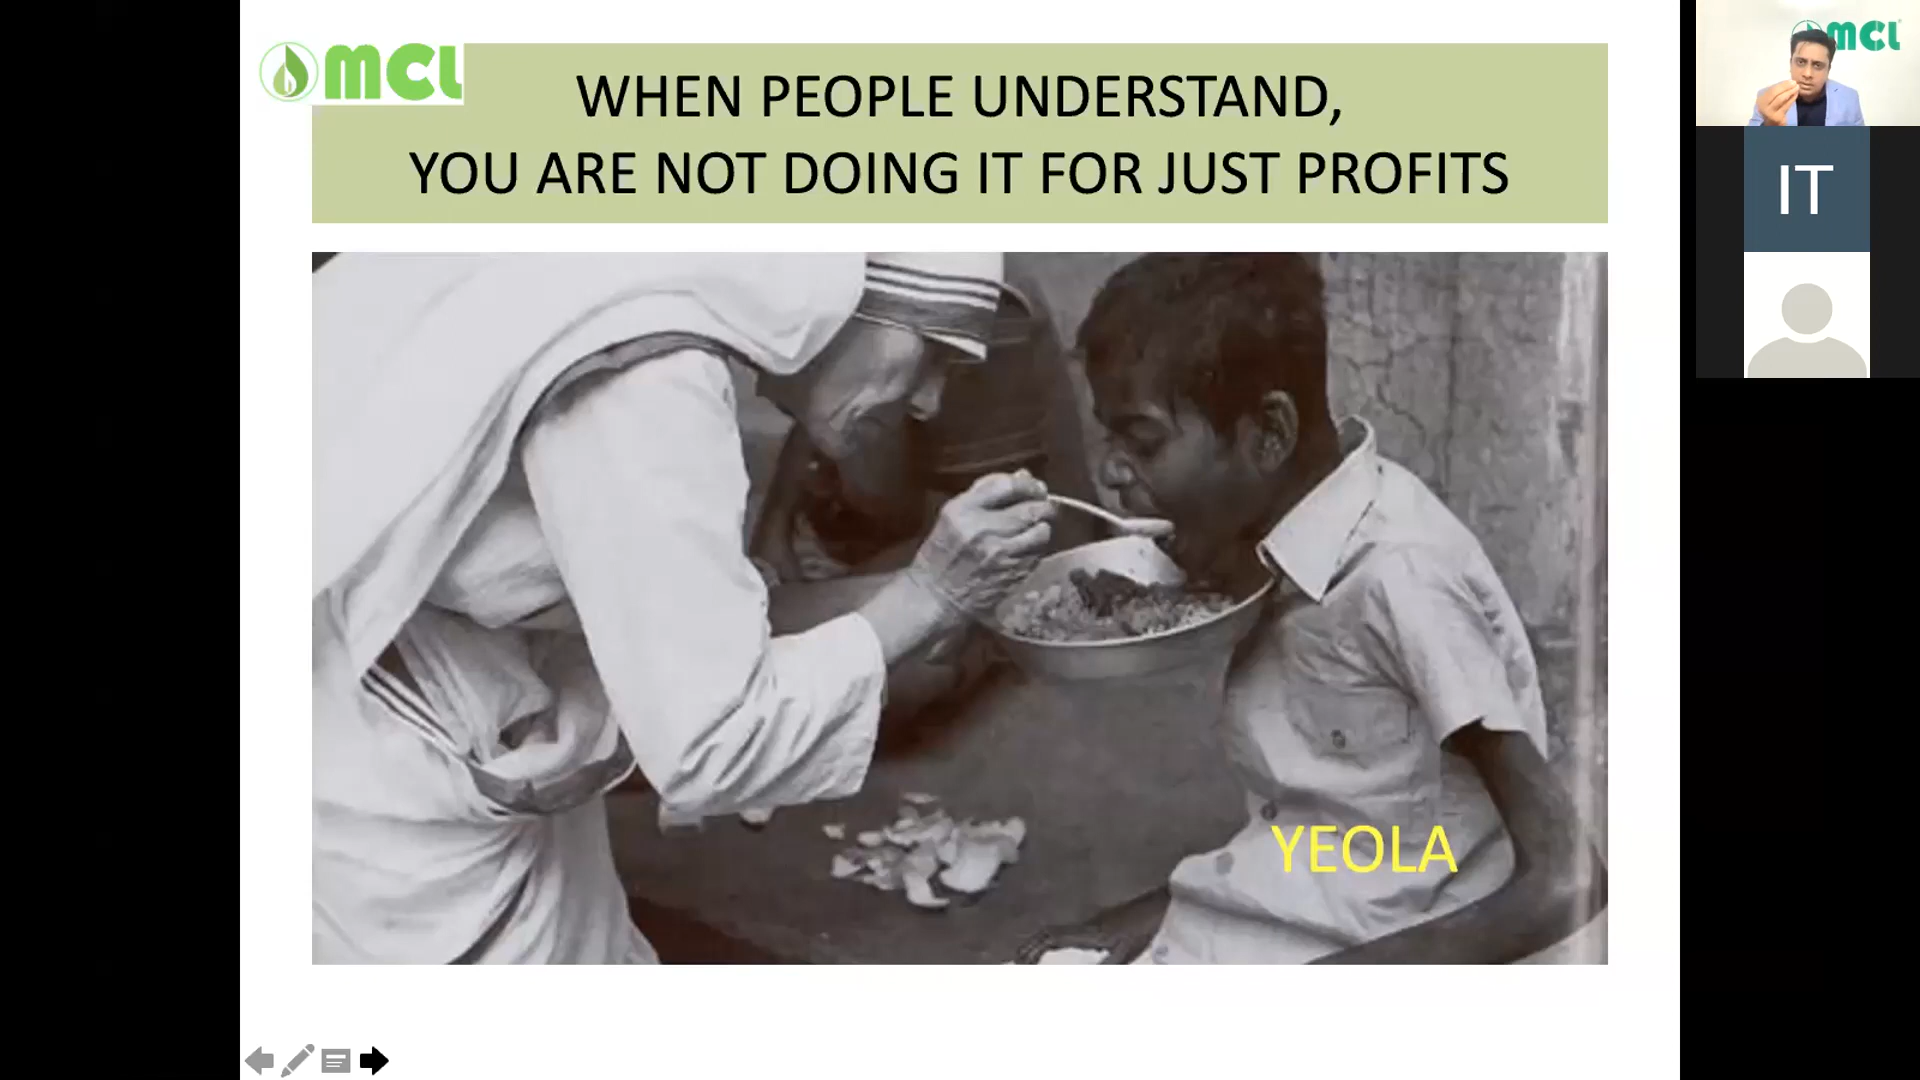 mcl
WHEN PEOPLE UNDERSTAND,
YOU ARE NOT DOING IT FOR JUST PROFITS
YEOLA
mcl
IT